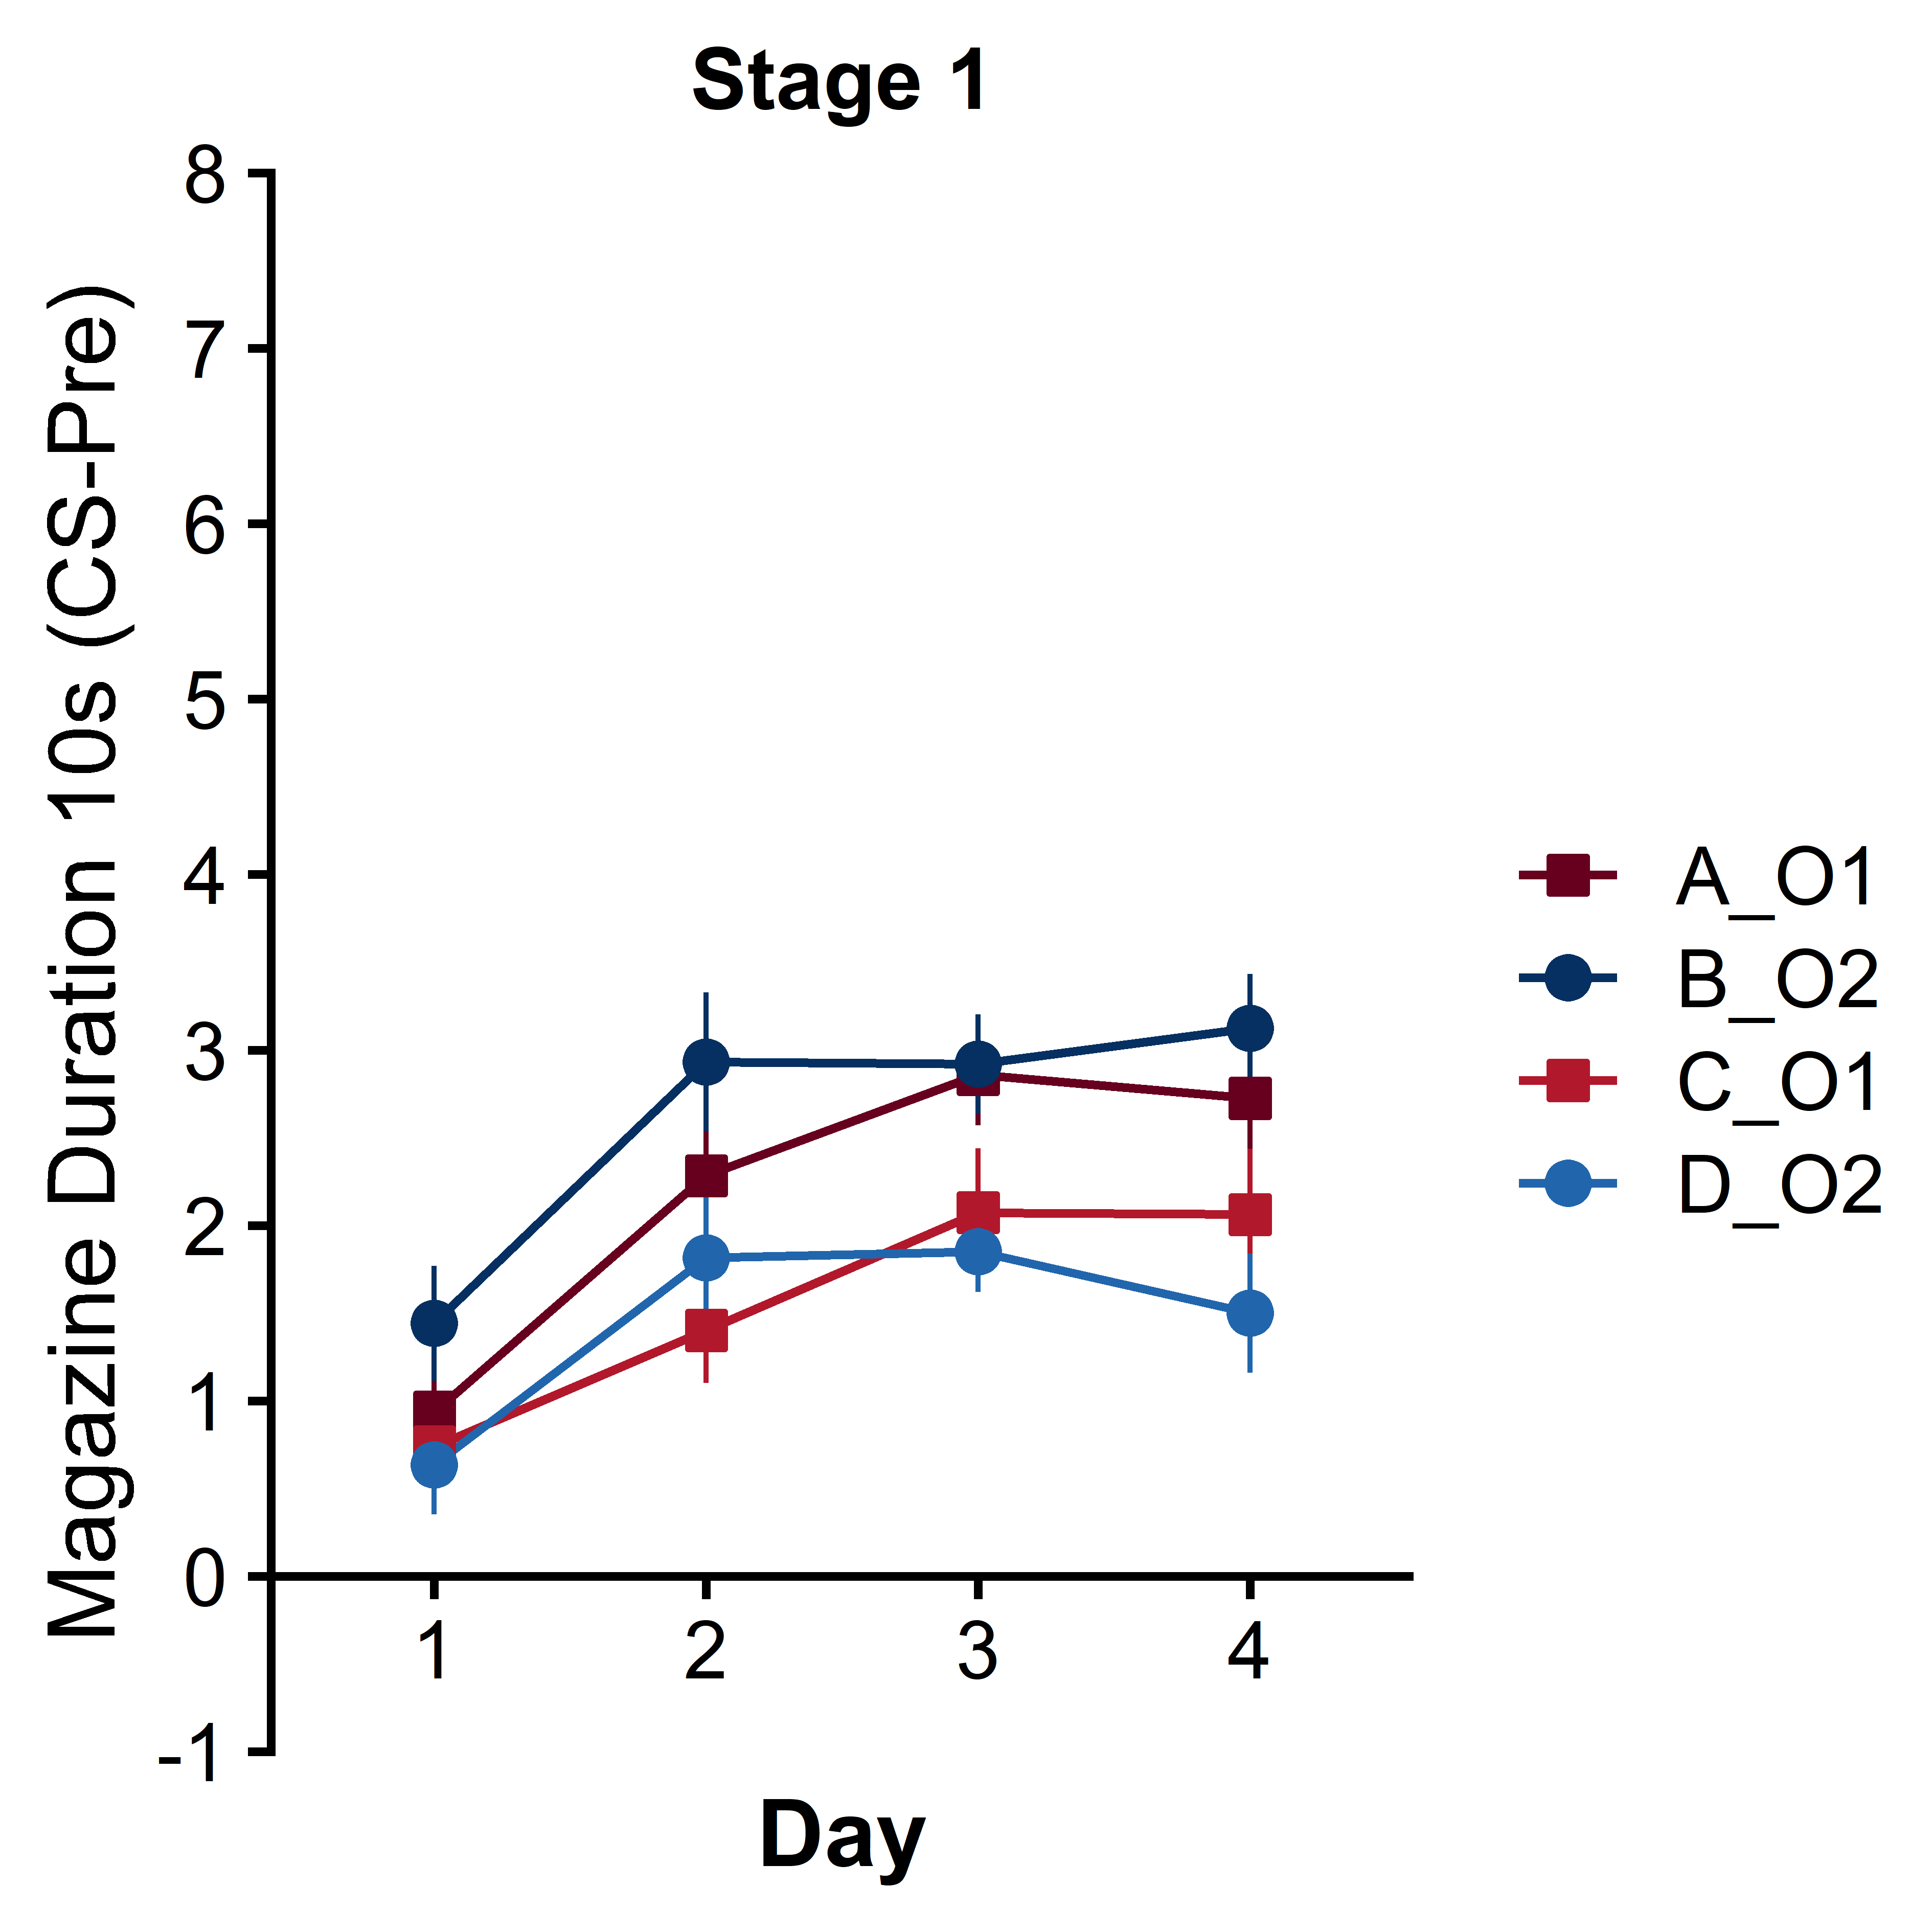 Stage 1
Magazine Duration 10s (CS-Pre)
8
7
6
5
4
3
2
1
0
-1
1 2 3 4
Day
A_O1
B_O2
C_O1
D_O2